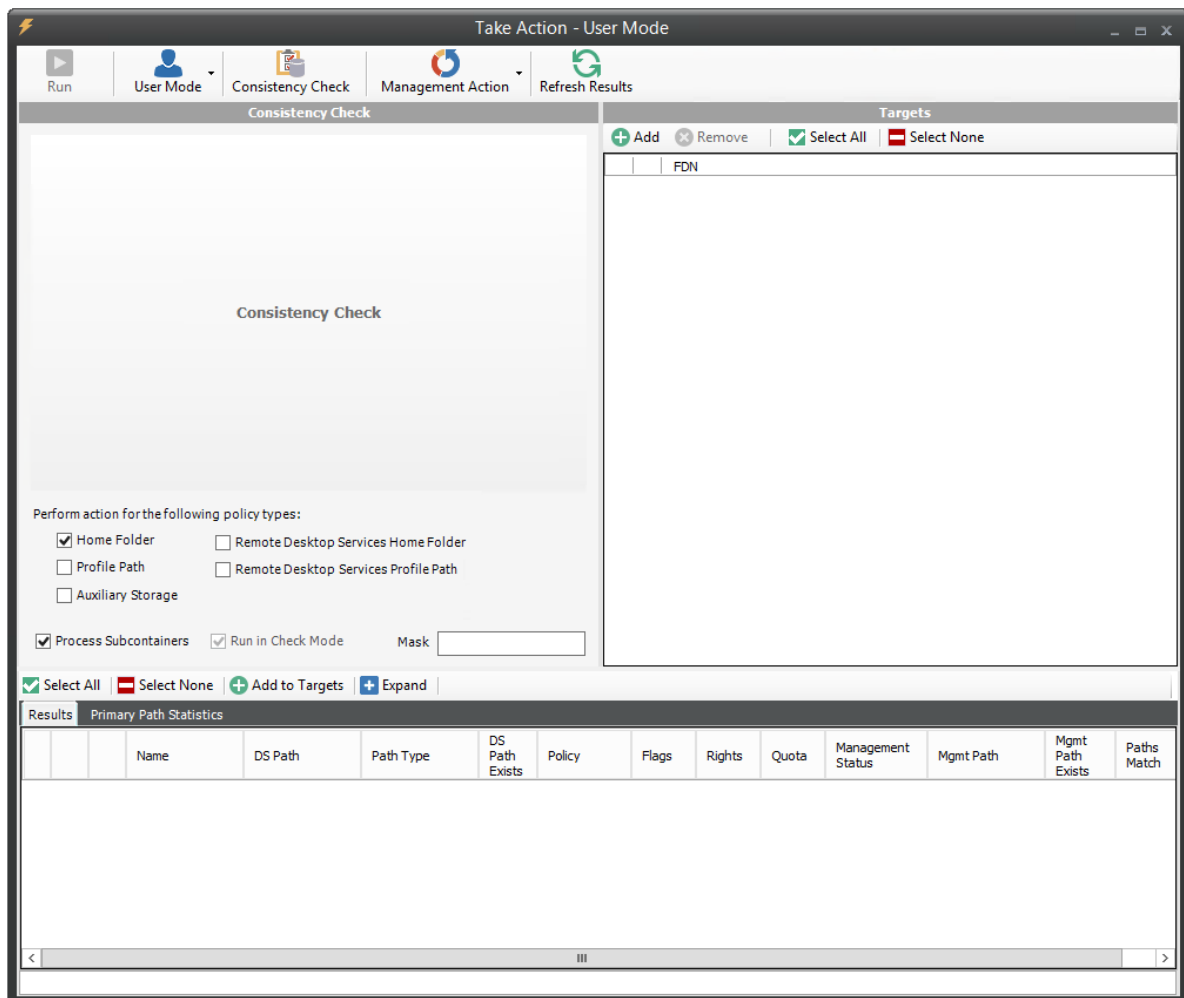 Take Action - User Mode
Run User Mode Consistency Check Management Action Refresh Results
Consistency Check
Targets
Add Remove Select All Select None
FDN
Consistency Check
Perform action for the following policy types:
Home Folder Remote Desktop Services Home Folder
Profile Path Remote Desktop Services Profile Path
Auxiliary Storage
Process Subcontainers Run in Check Mode Mask
Select All Select None Add to Targets Expand
Results Primary Path Statistics
Name DS Path Path Type DS Path Exists Policy Flags Rights Quota Management Status Mgmt Path Mgmt Path Exists Paths Match